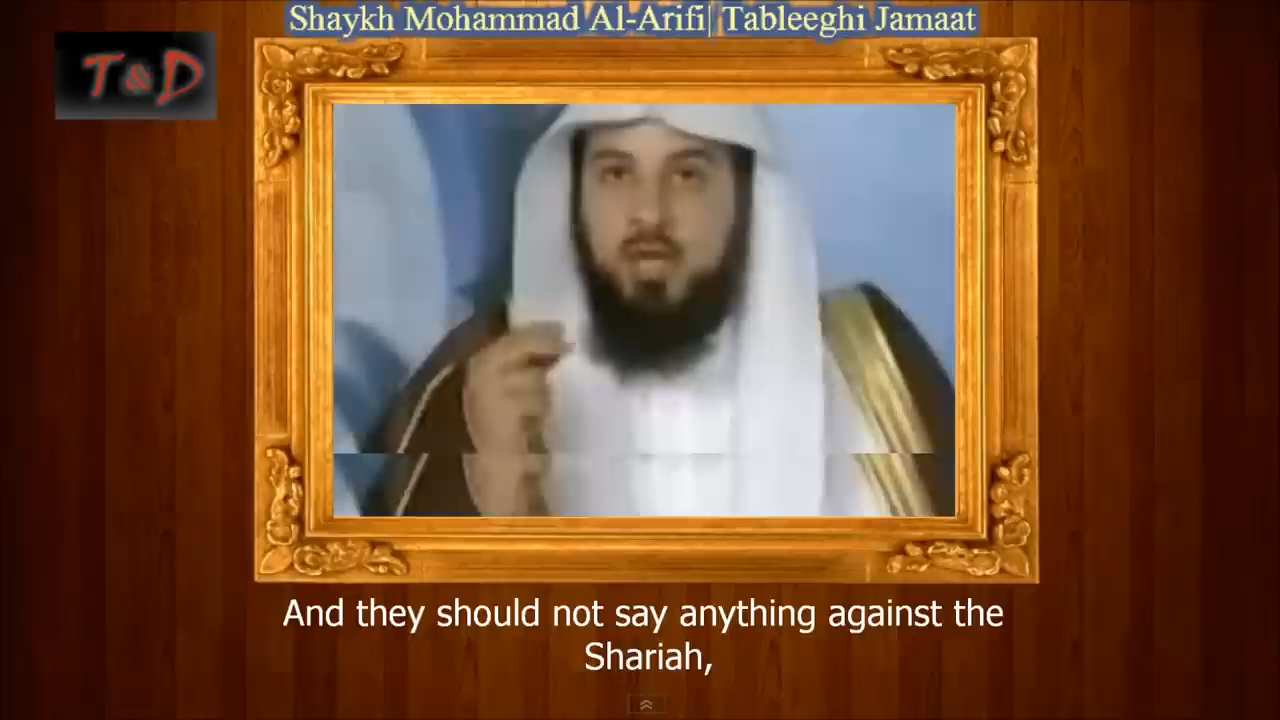 Shaykh Mohammad Al-Arifi| Tableeghi Jamaat
T&D
And they should not say anything against the
Shariah,